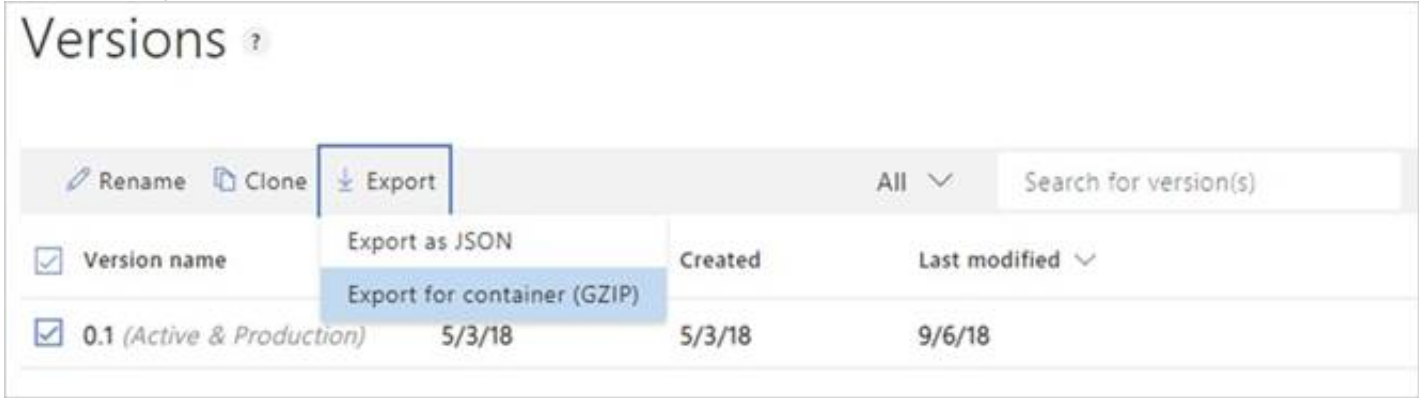 Versions ?
Rename Clone Export All Search for version(s)
Export as JSON
Version name Created Last modified
Export for container (GZIP)
0.1 (Active & Production) 5/3/18 5/3/18 9/6/18